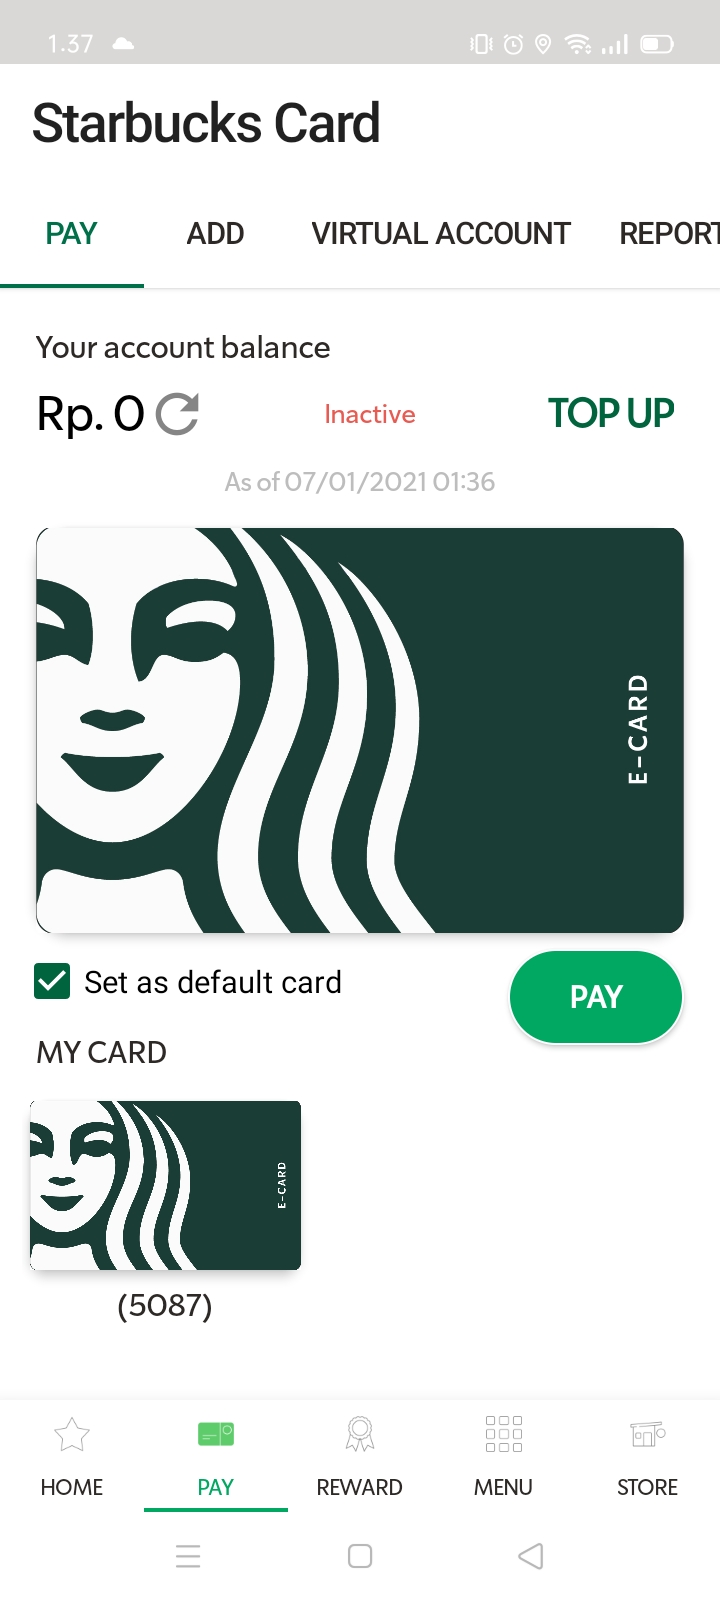 1.37
Starbucks Card
PAY ADD VIRTUAL ACCOUNT REPORT
Your account balance
Rp. 0 Inactive TOP UP
As of 07/01/2021 01:36
E-CARD
Set as default card PAY
MY CARD
E-CARD
(5087)
HOME PAY REWARD MENU STORE